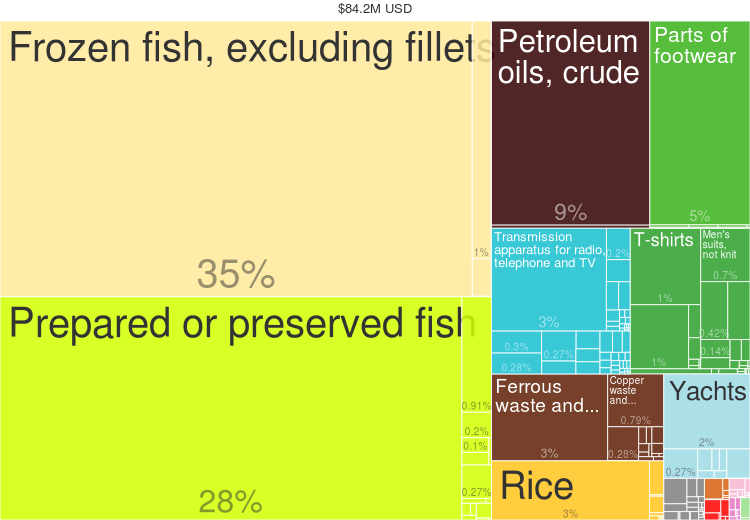 $84.2M USD
Frozen fish, excluding fillets
35%
1%
Prepared or preserved fish
28%
0.91%
0.2%
0.1%
0.27%
Petroleum
oils, crude
9%
Parts of
footwear
5%
Transmission
apparatus for radio,
telephone and TV
3%
0.2%
0.3%
0.28%
0.27%
T-shirts
1%
1%
Men's
suits,
not knit
0.7%
0.42%
0.14%
Ferrous
waste and...
3%
Copper
waste
and...
0.79%
0.28%
Rice
3%
Yachts
2%
0.27%